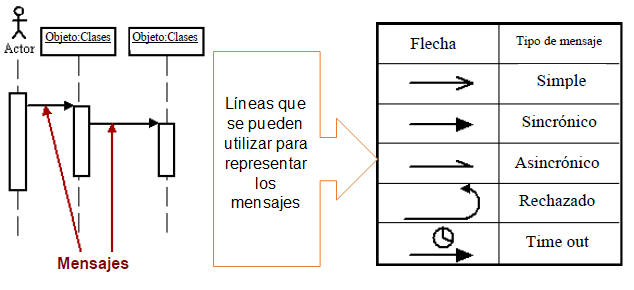 Actor
Objeto:Clases
Objeto:Clases
Mensajes
Líneas que
se pueden
utilizar para
representar
los
mensajes
Flecha
Tipo de mensaje
Simple
Sincrónico
Asincrónico
Rechazado
Time out